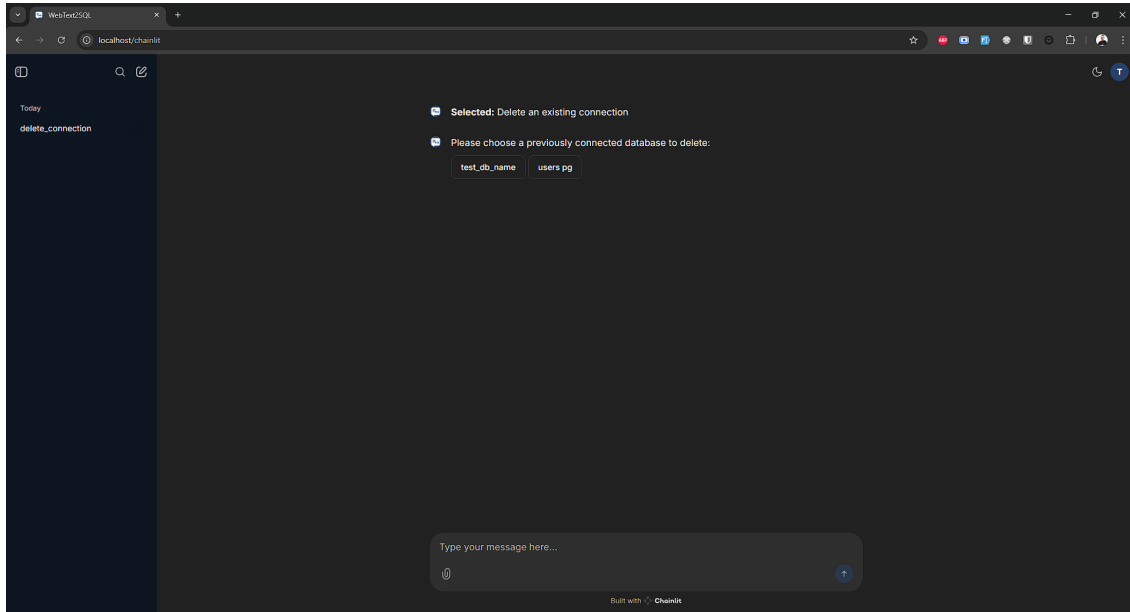 WebText2SQL
localhost/chainlit
Today
delete_connection
T
Selected: Delete an existing connection
Please choose a previously connected database to delete:
test_db_name users pg
Type your message here...
Built with Chainlit